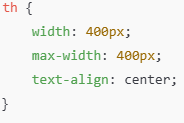 th {
    width: 400px;
    max-width: 400px;
    text-align: center;
}